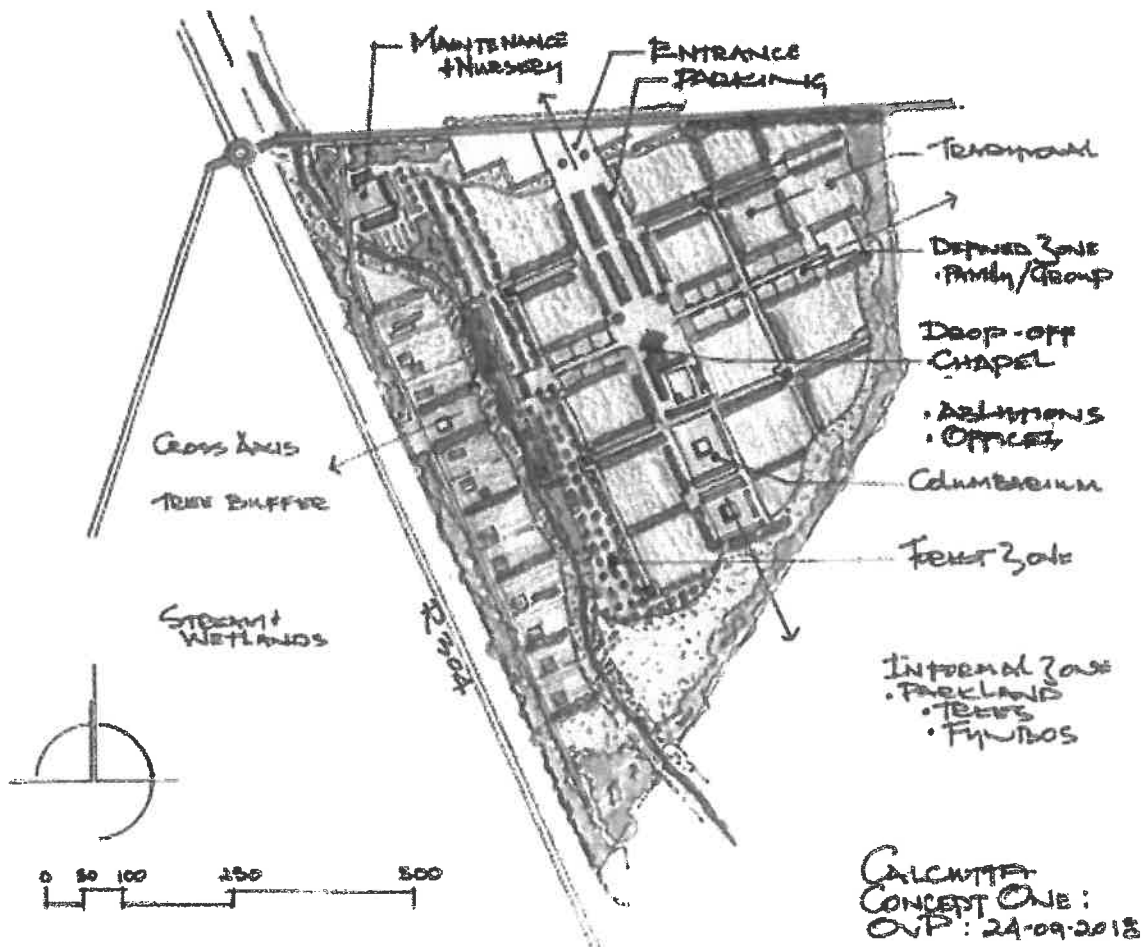 MAINTENANCE
+NURSERY
ENTRANCE
PARKING
TRADITIONAL
DEFINED ZONE
· FAMILY/GROUP
DROP-OFF
· CHAPEL
· ABLUTIONS
· OFFICES
COLUMBARIUM
FOREST ZONE
INFORMAL ZONE
· PARKLAND
· TREES
· FYNBOS
CROSS AXIS
TREE BUFFER
STREAM+
WETLANDS
R304
0 50 100 250 500
CALCUTTA
CONCEPT ONE:
OVP: 24-09-2018